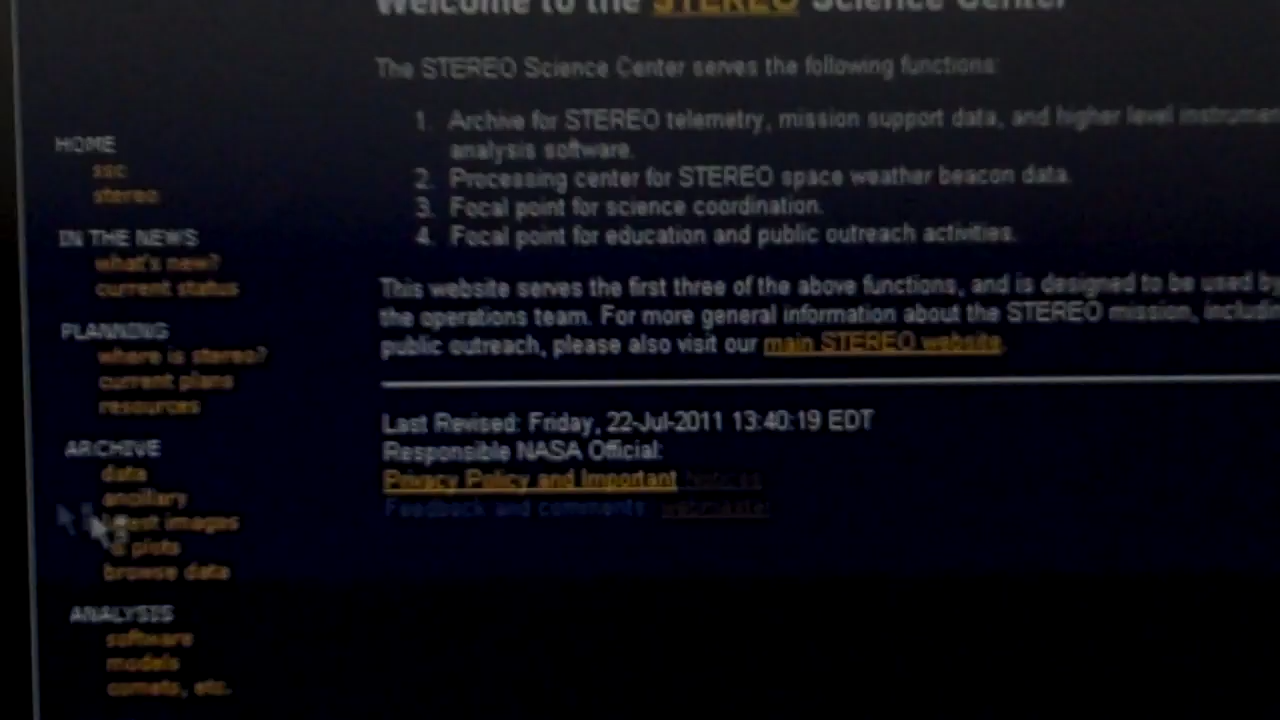 Welcome to the STEREO Science Center
The STEREO Science Center serves the following functions:
1. Archive for STEREO telemetry, mission support data, and higher level
analysis software.
2. Processing center for STEREO space weather beacon data.
3. Focal point for science coordination.
4. Focal point for education and public outreach activities.
This website serves the first three of the above functions, and is designed to be used by
the operations team. For more general information about the STEREO mission,
public outreach, please also visit our main STEREO website.
Last Revised: Friday, 22-Jul-2011 13:40:19 EDT
Responsible NASA Official:
Privacy Policy and Important Notices
Feedback and comments: webmaster
HOME
ssc
stereo
IN THE NEWS
what's new?
current status
PLANNING
where is stereo?
current plans
resources
ARCHIVE
data
ancillary
images
plots
browse data
ANALYSIS
software
models
comets, etc.